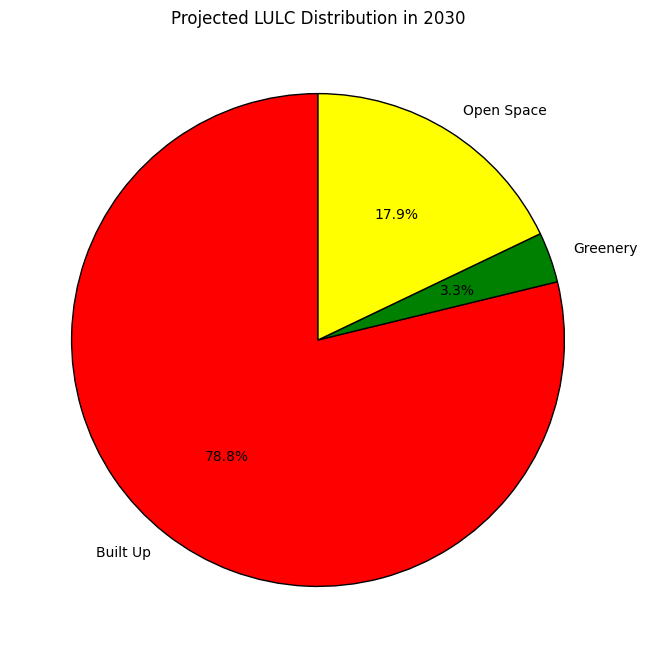 Projected LULC Distribution in 2030
Open Space
17.9%
Greenery
3.3%
78.8%
Built Up